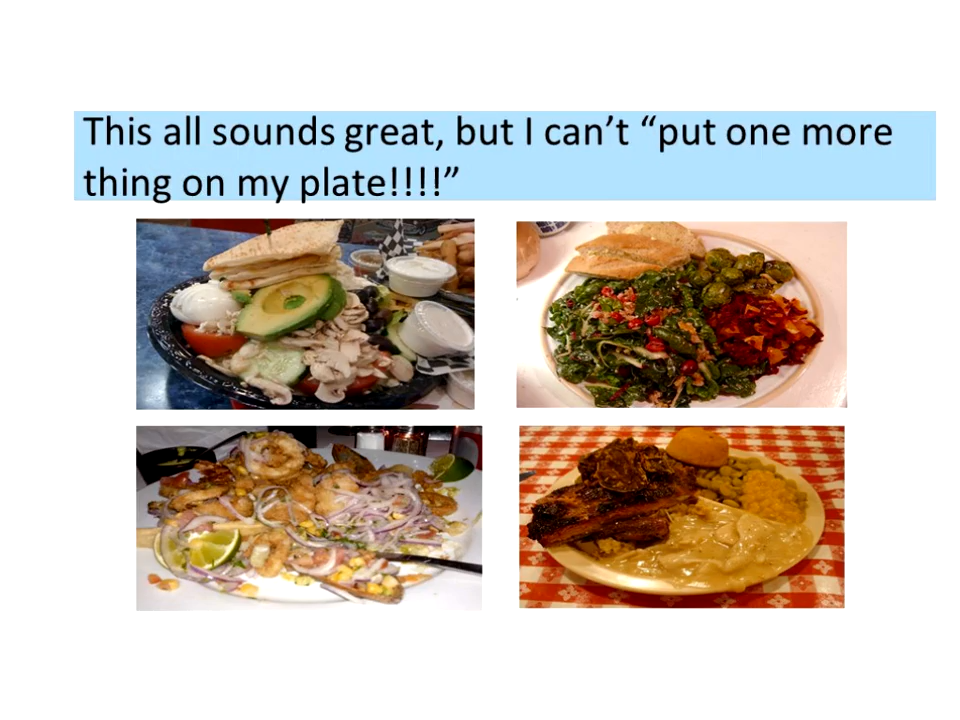 This all sounds great, but I can’t “put one more
thing on my plate!!!!”